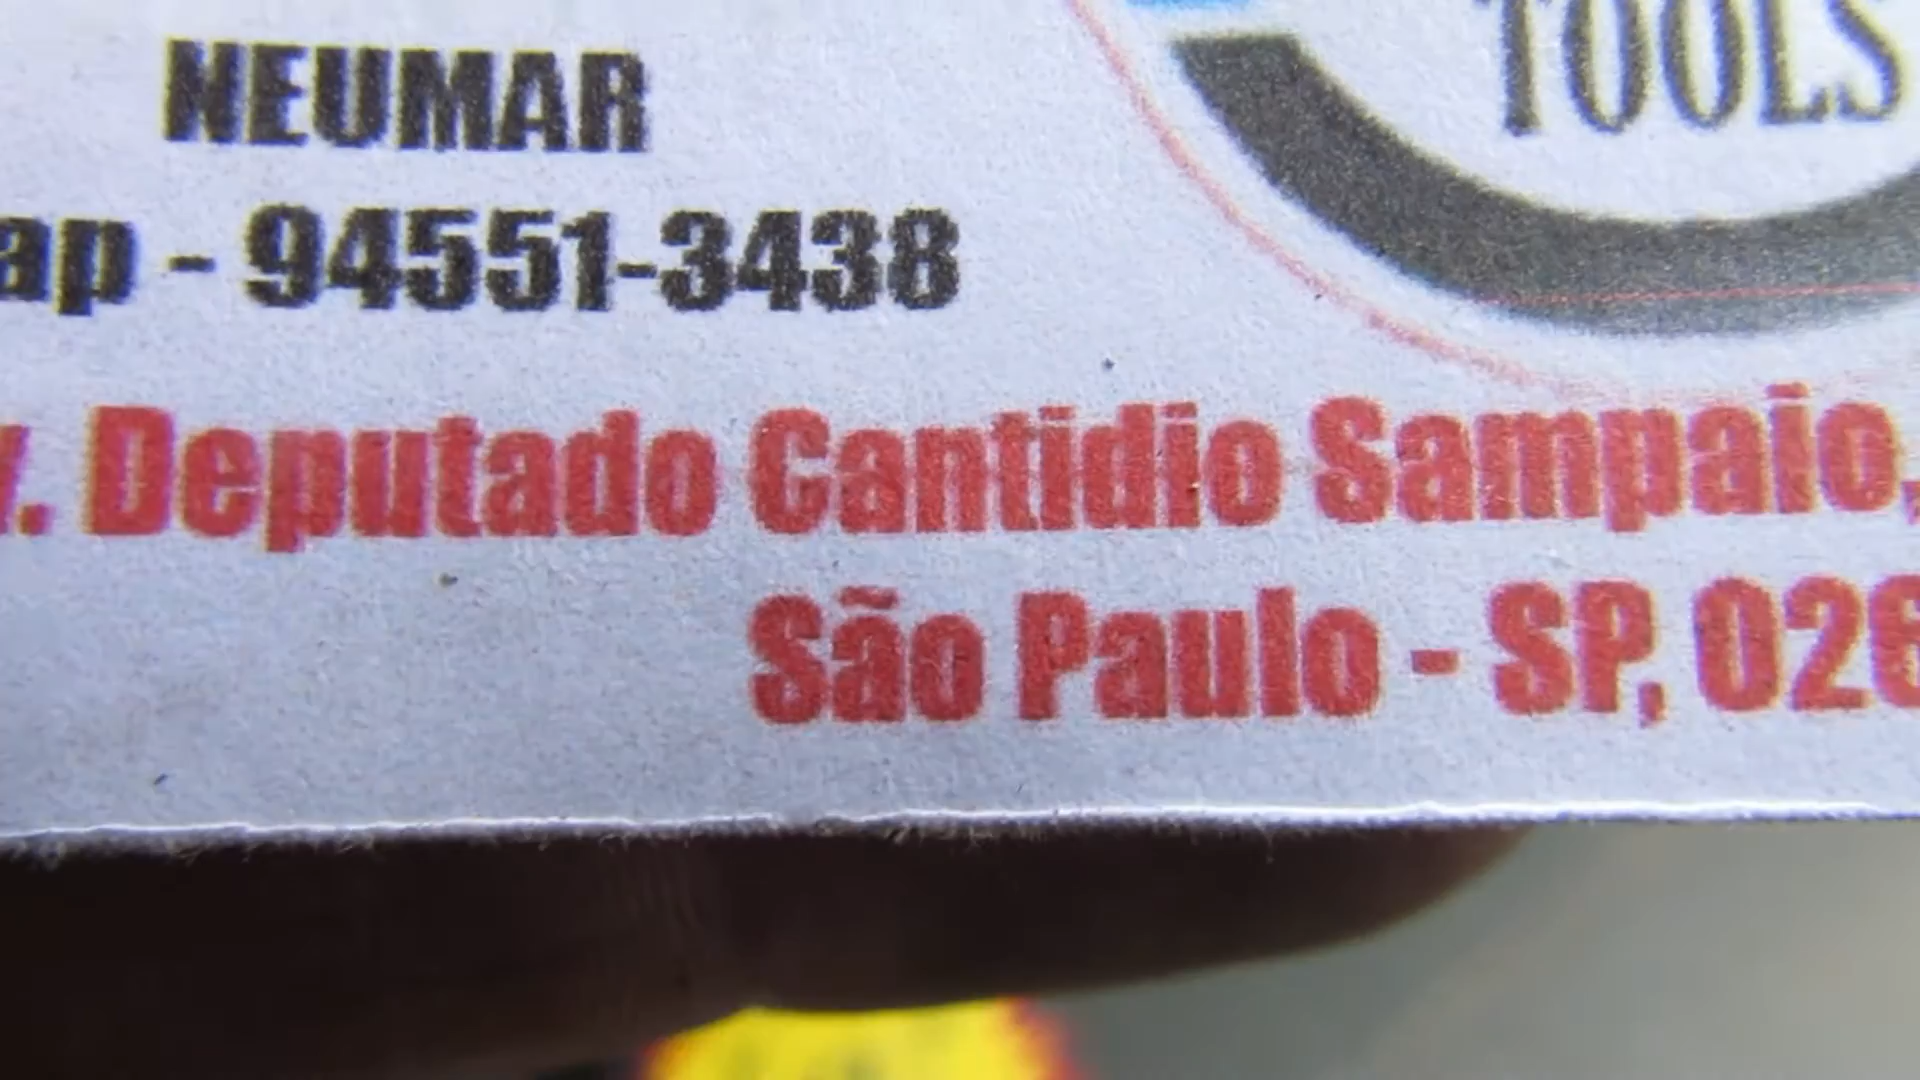 TOOLS
NEUMAR
ap - 94551-3438
v. Deputado Cantidio Sampaio,
São Paulo - SP, 026